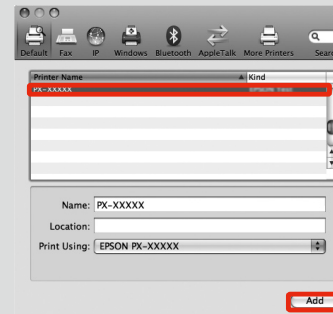 Default Fax IP Windows Bluetooth AppleTalk More Printers
Printer Name Kind
PX-XXXXX
Name: PX-XXXXX
Location:
Print Using: EPSON PX-XXXXX
Add